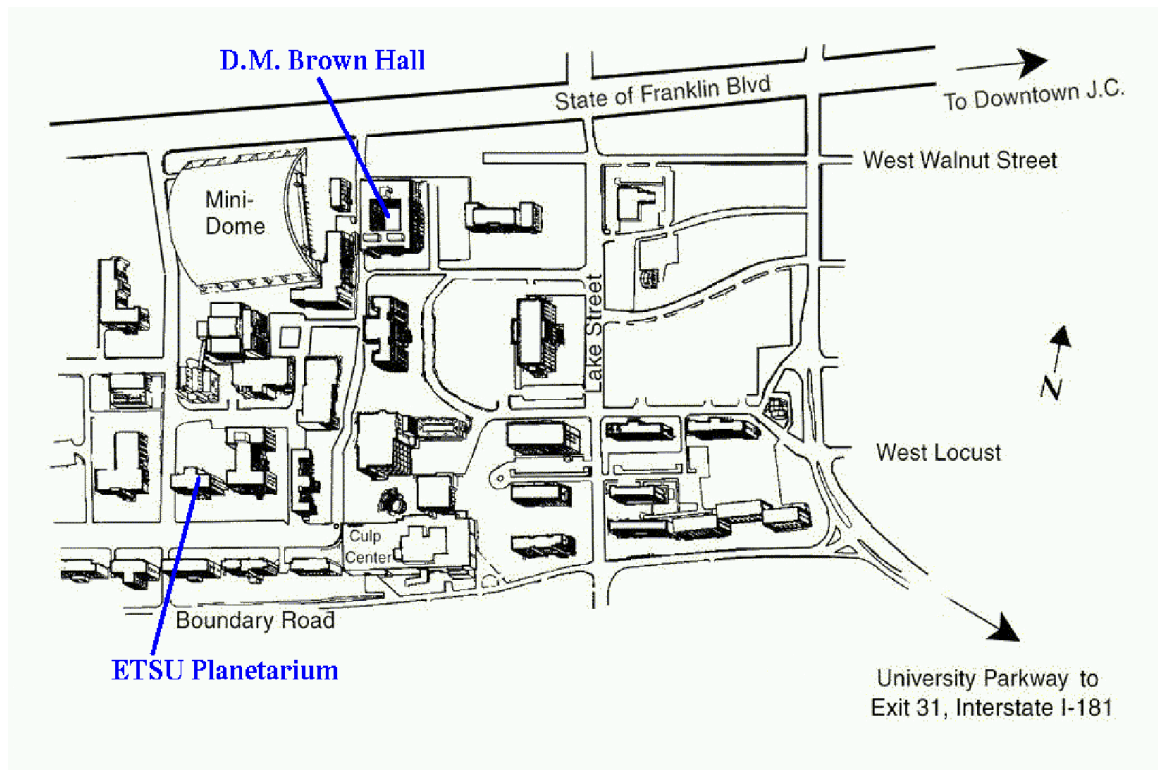 D.M. Brown Hall
State of Franklin Blvd
To Downtown J.C.
West Walnut Street
Mini-
Dome
Lake Street
N
West Locust
Culp
Center
Boundary Road
ETSU Planetarium
University Parkway to
Exit 31, Interstate I-181